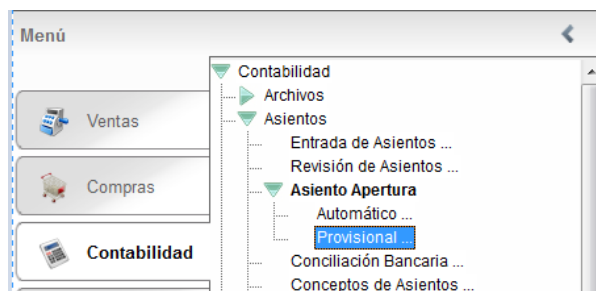 Menú
Ventas
Compras
Contabilidad
Contabilidad
Archivos
Asientos
Entrada de Asientos ...
Revisión de Asientos ...
Asiento Apertura
Automático ...
Provisional ...
Conciliación Bancaria ...
Conceptos de Asientos ...